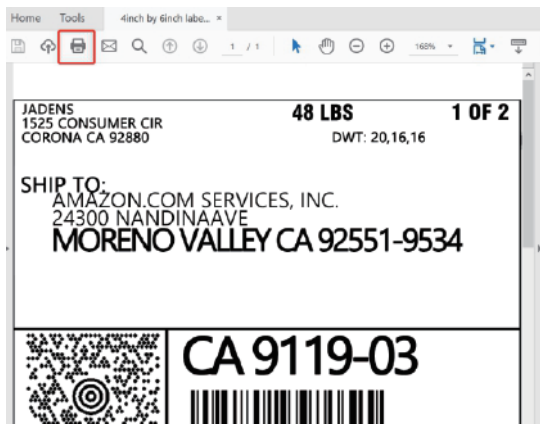 Home Tools 4inch by 6inch labe... ×
1 / 1 168%
JADENS 48 LBS 1 OF 2
1525 CONSUMER CIR
CORONA CA 92880 DWT: 20,16,16
SHIP TO:
AMAZON.COM SERVICES, INC.
24300 NANDINAAVE
MORENO VALLEY CA 92551-9534
CA 9119-03